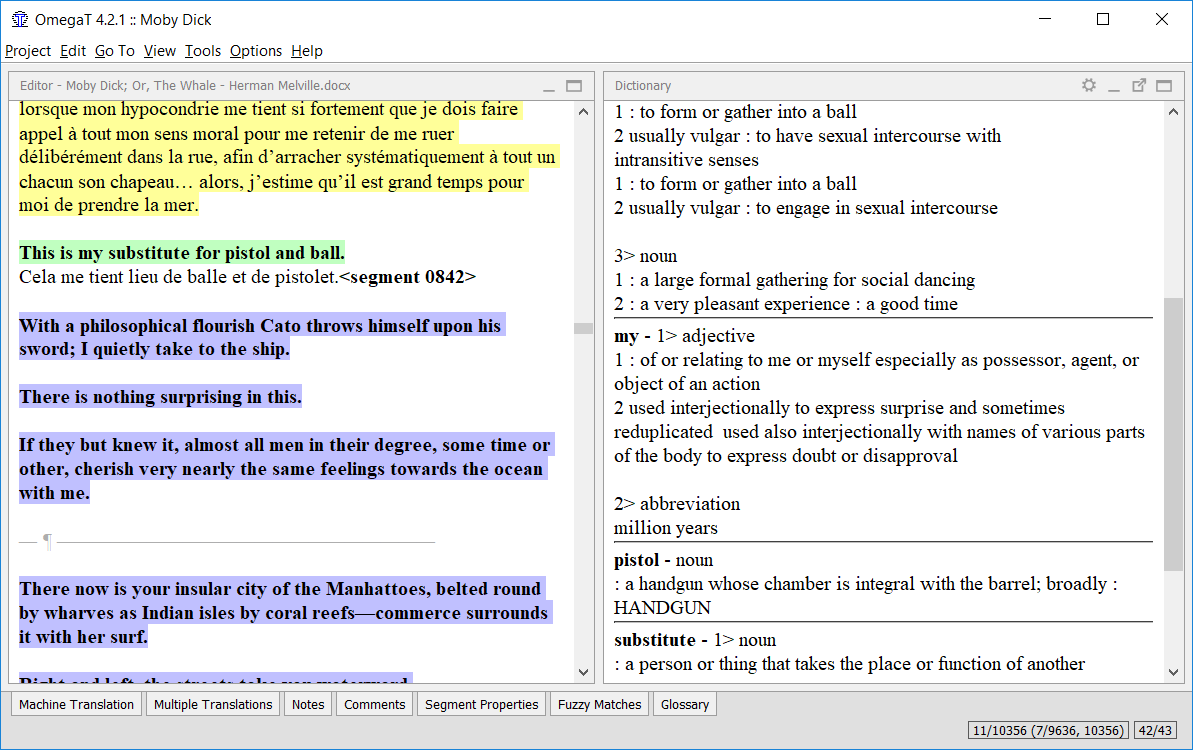 OmegaT 4.2.1 :: Moby Dick
Project Edit Go To View Tools Options Help
Editor - Moby Dick; Or, The Whale - Herman Melville.docx
lorsque mon hypocondrie me tient si fortement que je dois faire
appel à tout mon sens moral pour me retenir de me ruer
délibérément dans la rue, afin d’arracher systématiquement à tout un
chacun son chapeau… alors, j’estime qu’il est grand temps pour
moi de prendre la mer.
This is my substitute for pistol and ball.
Cela me tient lieu de balle et de pistolet.<segment 0842>
With a philosophical flourish Cato throws himself upon his
sword; I quietly take to the ship.
There is nothing surprising in this.
If they but knew it, almost all men in their degree, some time or
other, cherish very nearly the same feelings towards the ocean
with me.
¶
There now is your insular city of the Manhattoes, belted round
by wharves as Indian isles by coral reefs—commerce surrounds
it with her surf.
Right and left, the streets take you waterward.
Dictionary
1 : to form or gather into a ball
2 usually vulgar : to have sexual intercourse with
intransitive senses
1 : to form or gather into a ball
2 usually vulgar : to engage in sexual intercourse
3> noun
1 : a large formal gathering for social dancing
2 : a very pleasant experience : a good time
my - 1> adjective
1 : of or relating to me or myself especially as possessor, agent, or
object of an action
2 used interjectionally to express surprise and sometimes
reduplicated  used also interjectionally with names of various parts
of the body to express doubt or disapproval
2> abbreviation
million years
pistol - noun
: a handgun whose chamber is integral with the barrel; broadly :
HANDGUN
substitute - 1> noun
: a person or thing that takes the place or function of another
Machine Translation Multiple Translations Notes Comments Segment Properties Fuzzy Matches Glossary
11/10356 (7/9636, 10356) 42/43